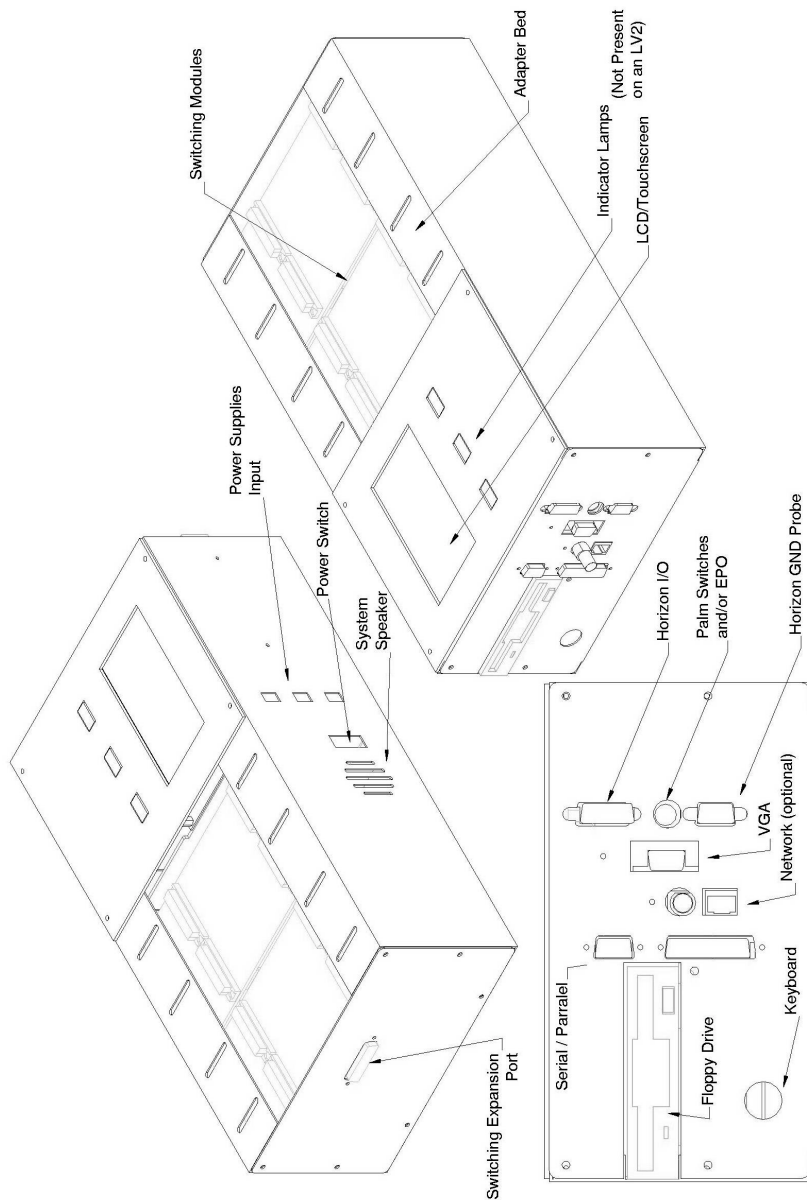 Switching Modules
Adapter Bed
Indicator Lamps
(Not Present
on an LV2)
LCD/Touchscreen
Power Supplies
Input
Power Switch
System
Speaker
Switching Expansion
Port
Horizon I/O
Palm Switches
and/or EPO
Horizon GND Probe
Serial / Parralel
VGA
Network (optional)
Floppy Drive
Keyboard